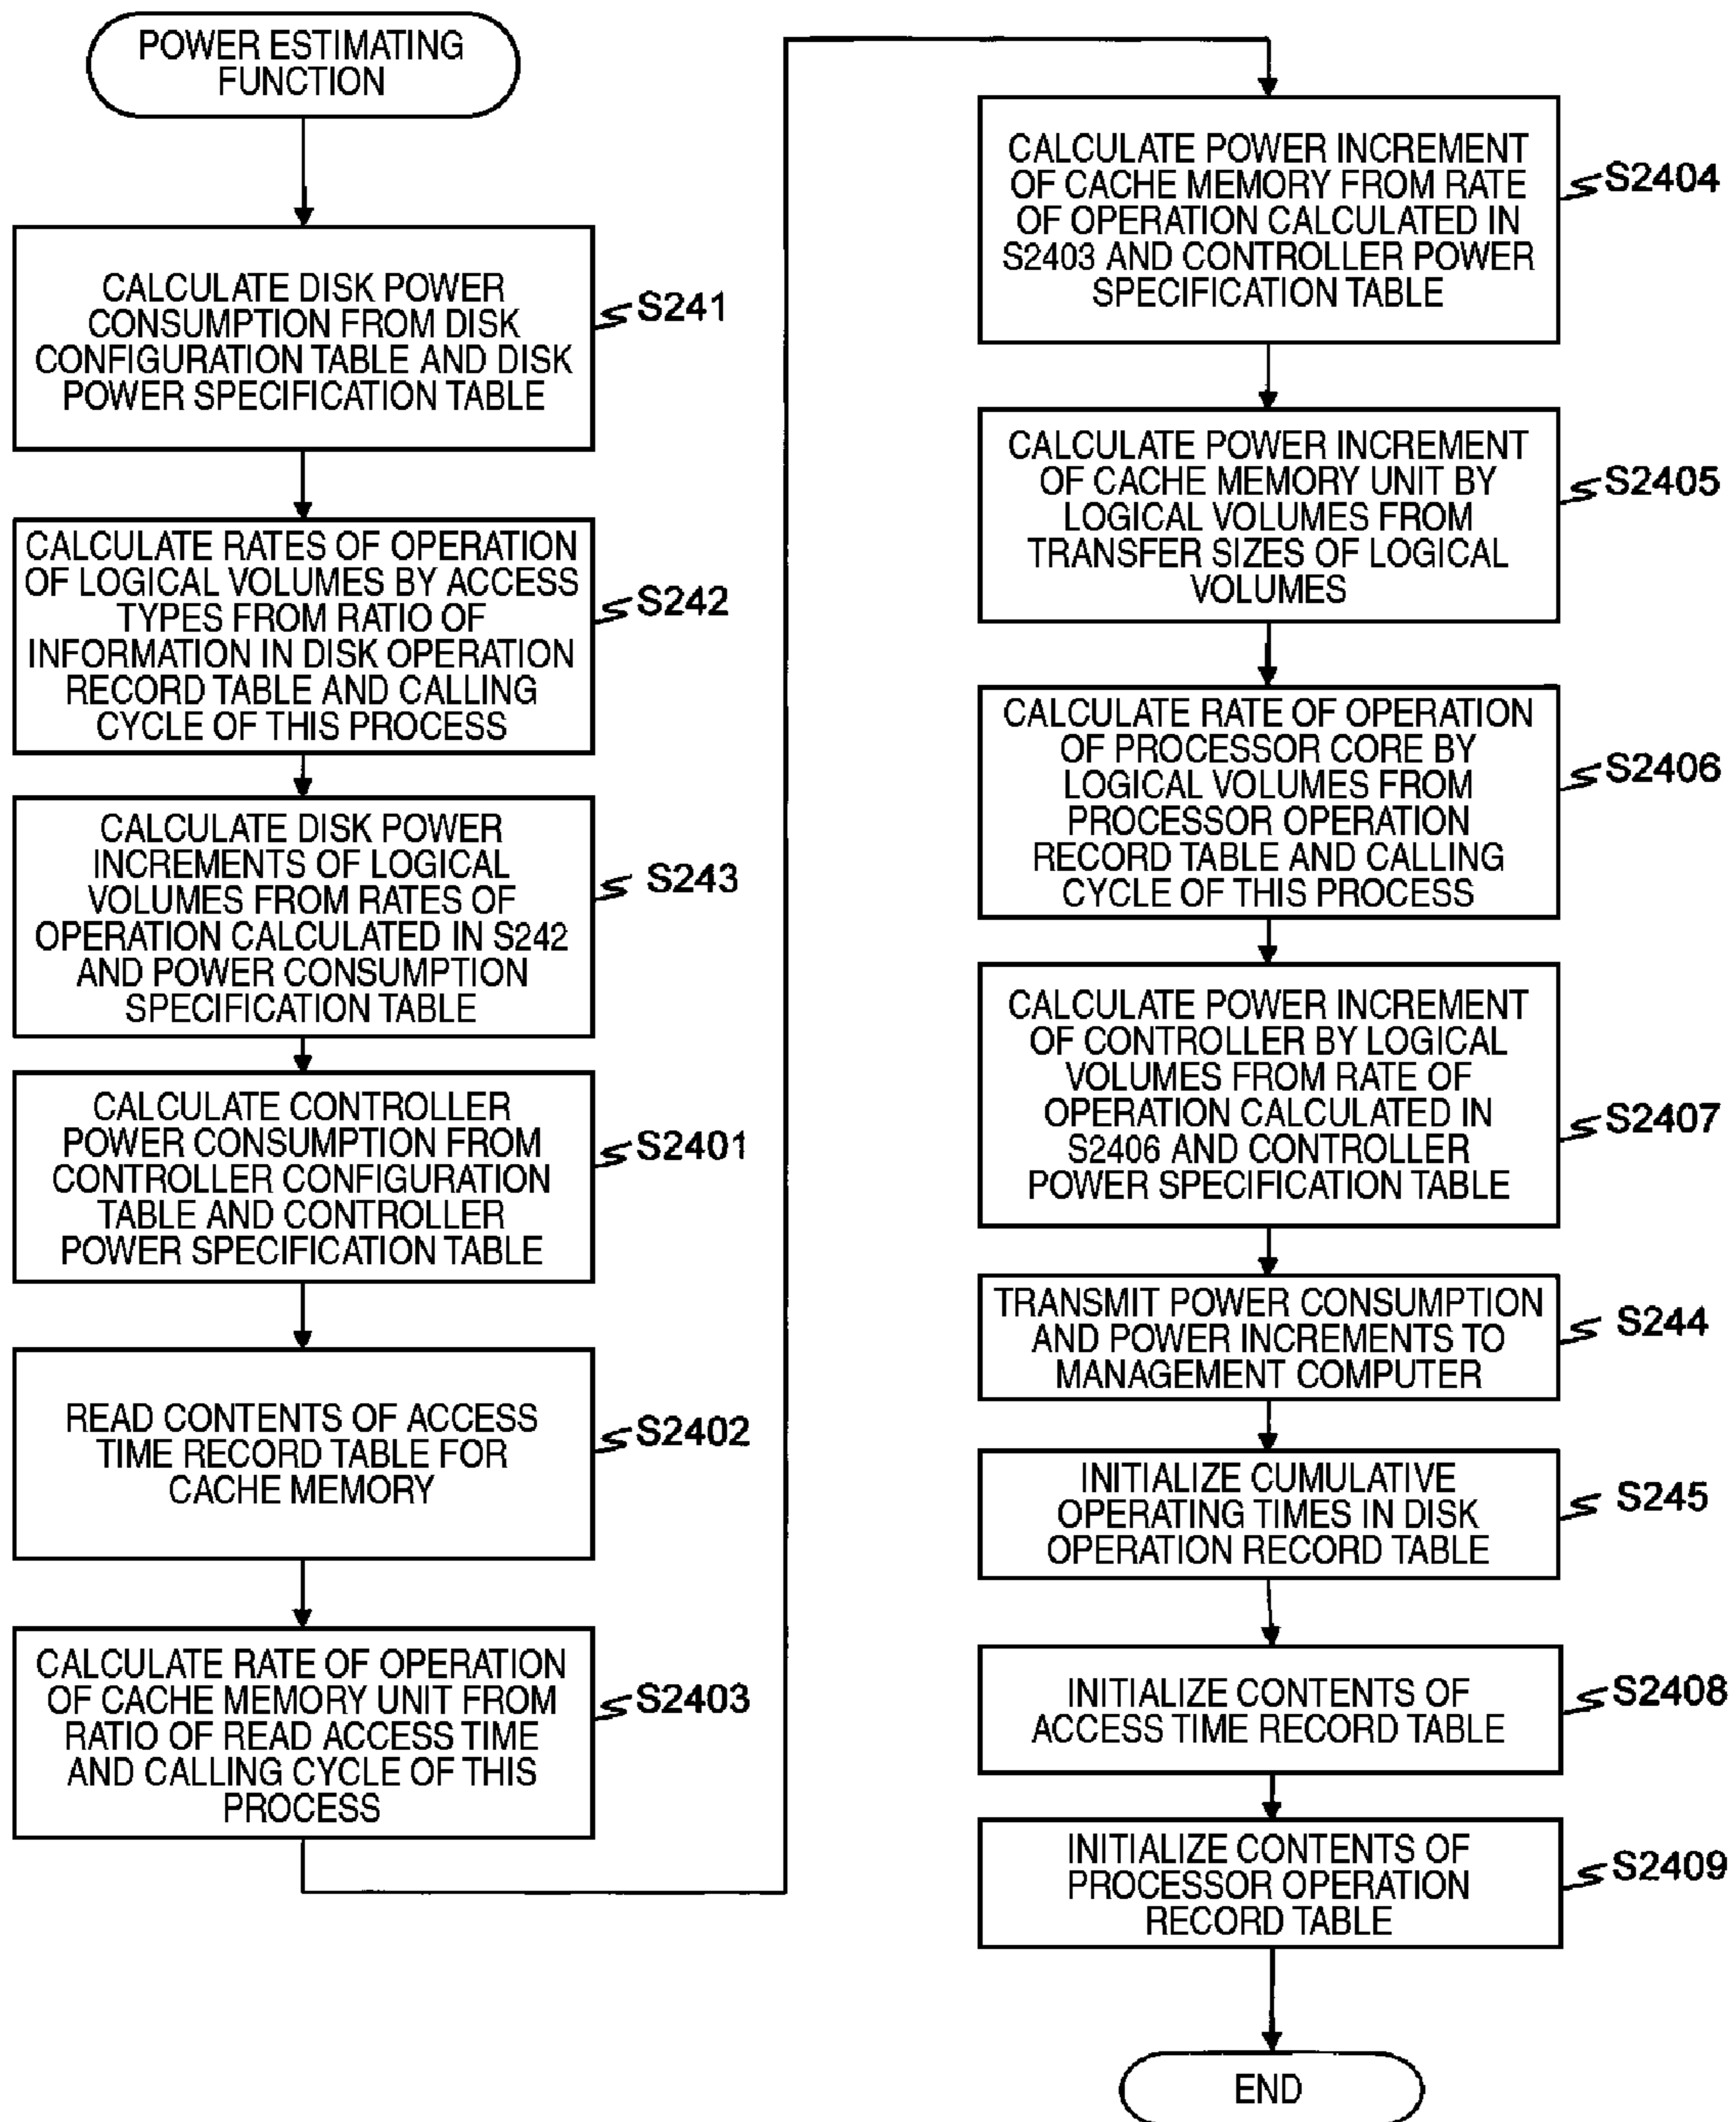 POWER ESTIMATING
FUNCTION
CALCULATE DISK POWER
CONSUMPTION FROM DISK
CONFIGURATION TABLE AND DISK
POWER SPECIFICATION TABLE
S241
CALCULATE RATES OF OPERATION
OF LOGICAL VOLUMES BY ACCESS
TYPES FROM RATIO OF
INFORMATION IN DISK OPERATION
RECORD TABLE AND CALLING
CYCLE OF THIS PROCESS
S242
CALCULATE DISK POWER
INCREMENTS OF LOGICAL
VOLUMES FROM RATES OF
OPERATION CALCULATED IN S242
AND POWER CONSUMPTION
SPECIFICATION TABLE
S243
CALCULATE CONTROLLER
POWER CONSUMPTION FROM
CONTROLLER CONFIGURATION
TABLE AND CONTROLLER
POWER SPECIFICATION TABLE
S2401
READ CONTENTS OF ACCESS
TIME RECORD TABLE FOR
CACHE MEMORY
S2402
CALCULATE RATE OF OPERATION
OF CACHE MEMORY UNIT FROM
RATIO OF READ ACCESS TIME
AND CALLING CYCLE OF THIS
PROCESS
S2403
CALCULATE POWER INCREMENT
OF CACHE MEMORY FROM RATE
OF OPERATION CALCULATED IN
S2403 AND CONTROLLER POWER
SPECIFICATION TABLE
S2404
CALCULATE POWER INCREMENT
OF CACHE MEMORY UNIT BY
LOGICAL VOLUMES FROM
TRANSFER SIZES OF LOGICAL
VOLUMES
S2405
CALCULATE RATE OF OPERATION
OF PROCESSOR CORE BY
LOGICAL VOLUMES FROM
PROCESSOR OPERATION
RECORD TABLE AND CALLING
CYCLE OF THIS PROCESS
S2406
CALCULATE POWER INCREMENT
OF CONTROLLER BY LOGICAL
VOLUMES FROM RATE OF
OPERATION CALCULATED IN
S2406 AND CONTROLLER
POWER SPECIFICATION TABLE
S2407
TRANSMIT POWER CONSUMPTION
AND POWER INCREMENTS TO
MANAGEMENT COMPUTER
S244
INITIALIZE CUMULATIVE
OPERATING TIMES IN DISK
OPERATION RECORD TABLE
S245
INITIALIZE CONTENTS OF
ACCESS TIME RECORD TABLE
S2408
INITIALIZE CONTENTS OF
PROCESSOR OPERATION
RECORD TABLE
S2409
END